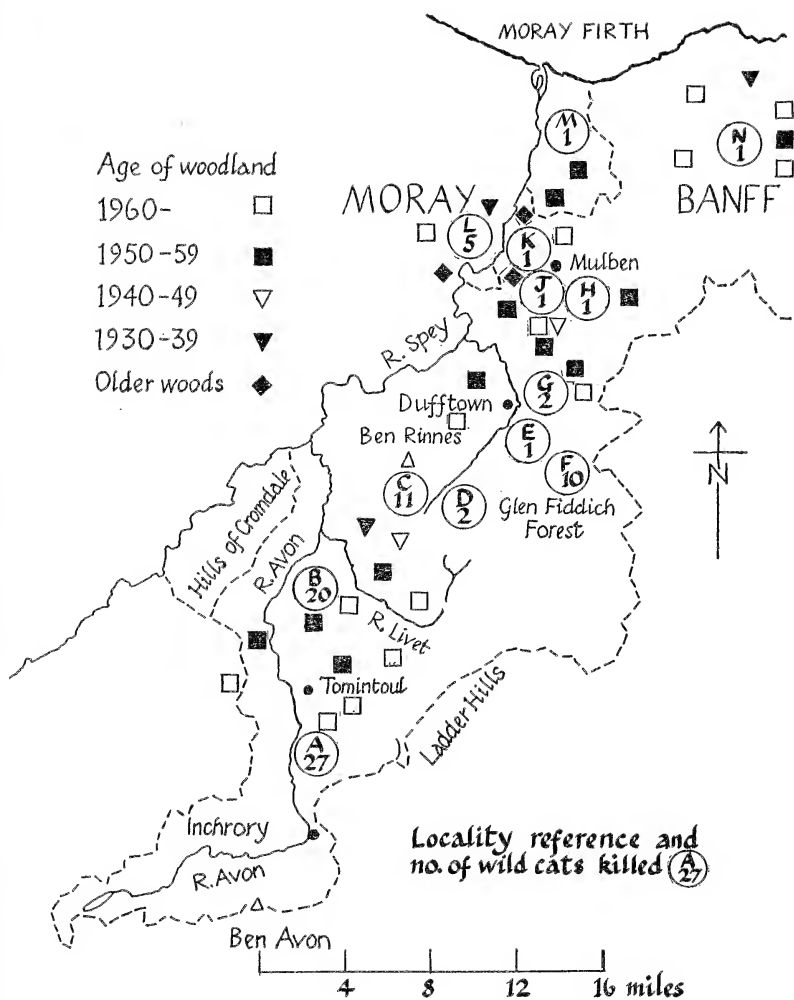 MORAY FIRTH
M
1
N
1
Age of woodland
1960-
1950-59
1940-49
1930-39
Older woods
MORAY
BANFF
L
5
K
1
Mulben
J
1
H
1
R. Spey
G
2
Dufftown
E
1
Ben Rinnes
F
10
C
11
D
2
Glen Fiddich
Forest
N
Hills of Cromdale
R. Avon
B
20
R. Livet
Tomintoul
Ladder Hills
A
27
Inchrory
R. Avon
Ben Avon
Locality reference and
no. of wild cats killed A
27
4 8 12 16 miles